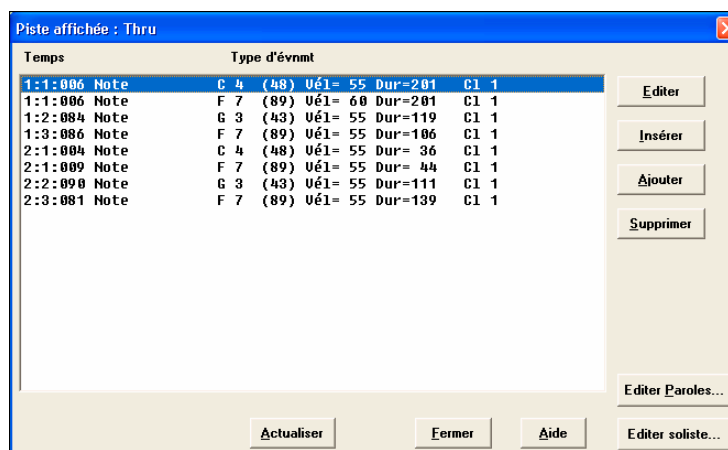 Piste affichée : Thru
Temps Type d'évnmt
1:1:006 Note C 4 (48) Vél= 55 Dur=201 Cl 1
1:1:006 Note F 7 (89) Vél= 60 Dur=201 Cl 1
1:2:084 Note G 3 (43) Vél= 55 Dur=119 Cl 1
1:3:086 Note F 7 (89) Vél= 55 Dur=106 Cl 1
2:1:004 Note C 4 (48) Vél= 55 Dur= 36 Cl 1
2:1:009 Note F 7 (89) Vél= 55 Dur= 44 Cl 1
2:2:090 Note G 3 (43) Vél= 55 Dur=111 Cl 1
2:3:081 Note F 7 (89) Vél= 55 Dur=139 Cl 1
Editer
Insérer
Ajouter
Supprimer
Editer Paroles...
Actualiser Fermer Aide Editer soliste...